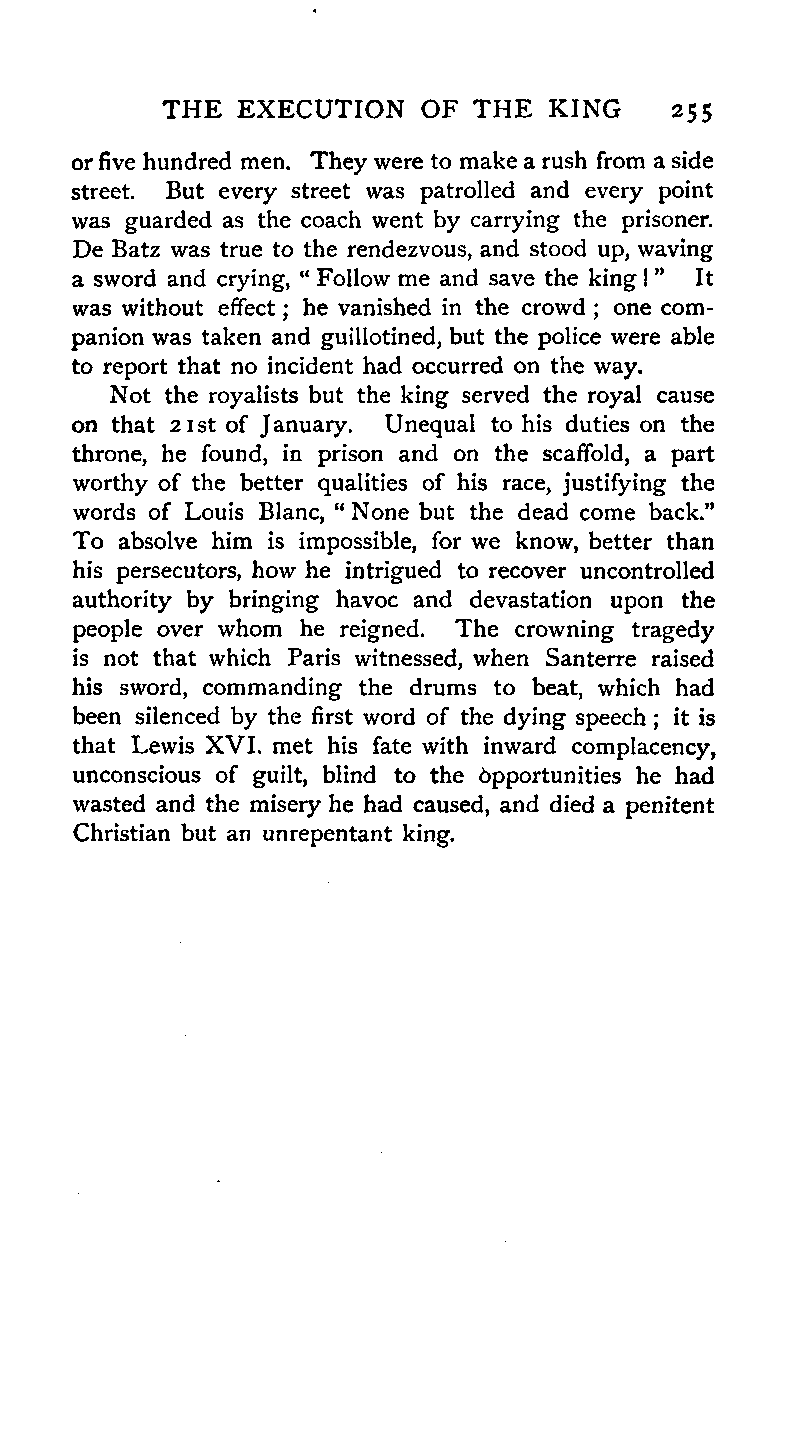 THE EXECUTION OF THE KING 255
or five hundred men. They were to make a rush from a side
street. But every street was patrolled and every point
was guarded as the coach went by carrying the prisoner.
De Batz was true to the rendezvous, and stood up, waving
a sword and crying, “Follow me and save the king!” It
was without effect; he vanished in the crowd; one com-
panion was taken and guillotined, but the police were able
to report that no incident had occurred on the way.
Not the royalists but the king served the royal cause
on that 21st of January. Unequal to his duties on the
throne, he found, in prison and on the scaffold, a part
worthy of the better qualities of his race, justifying the
words of Louis Blanc, “None but the dead come back.”
To absolve him is impossible, for we know, better than
his persecutors, how he intrigued to recover uncontrolled
authority by bringing havoc and devastation upon the
people over whom he reigned. The crowning tragedy
is not that which Paris witnessed, when Santerre raised
his sword, commanding the drums to beat, which had
been silenced by the first word of the dying speech; it is
that Lewis XVI. met his fate with inward complacency,
unconscious of guilt, blind to the opportunities he had
wasted and the misery he had caused, and died a penitent
Christian but an unrepentant king.